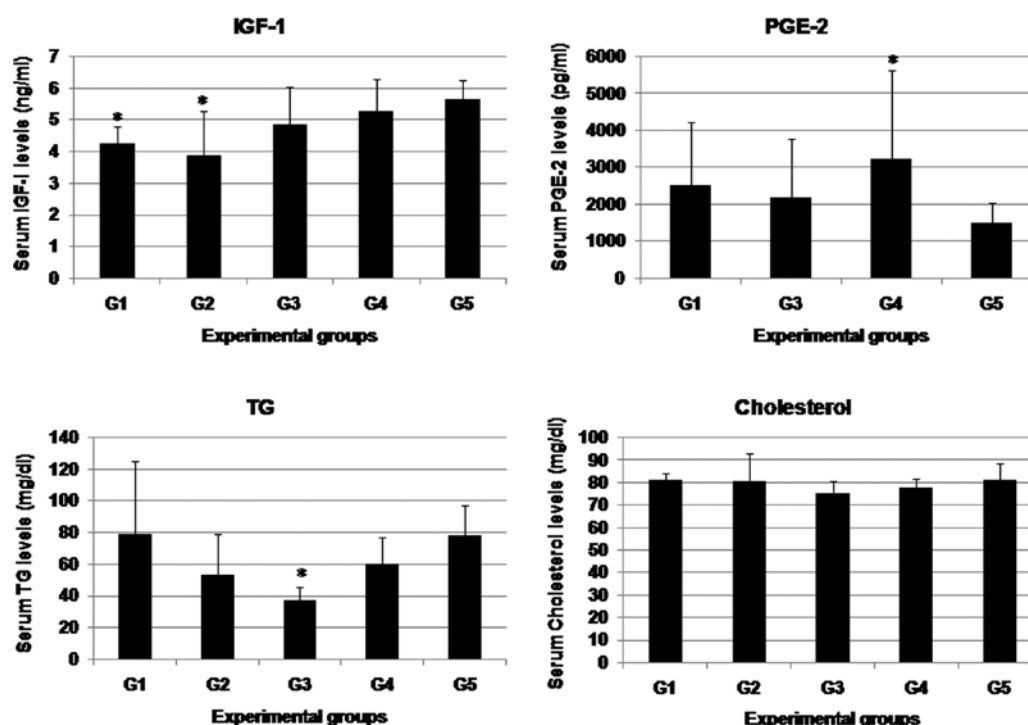 IGF-1
Serum IGF-I levels (ng/ml)
7
6
5
4
3
2
1
0
*
*
G1 G2 G3 G4 G5
Experimental groups
PGE-2
Serum PGE-2 levels (pg/ml)
6000
5000
4000
3000
2000
1000
0
*
G1 G3 G4 G5
Experimental groups
TG
Serum TG levels (mg/dl)
140
120
100
80
60
40
20
0
*
G1 G2 G3 G4 G5
Experimental groups
Cholesterol
Serum Cholesterol levels (mg/dl)
100
90
80
70
60
50
40
30
20
10
0
G1 G2 G3 G4 G5
Experimental groups